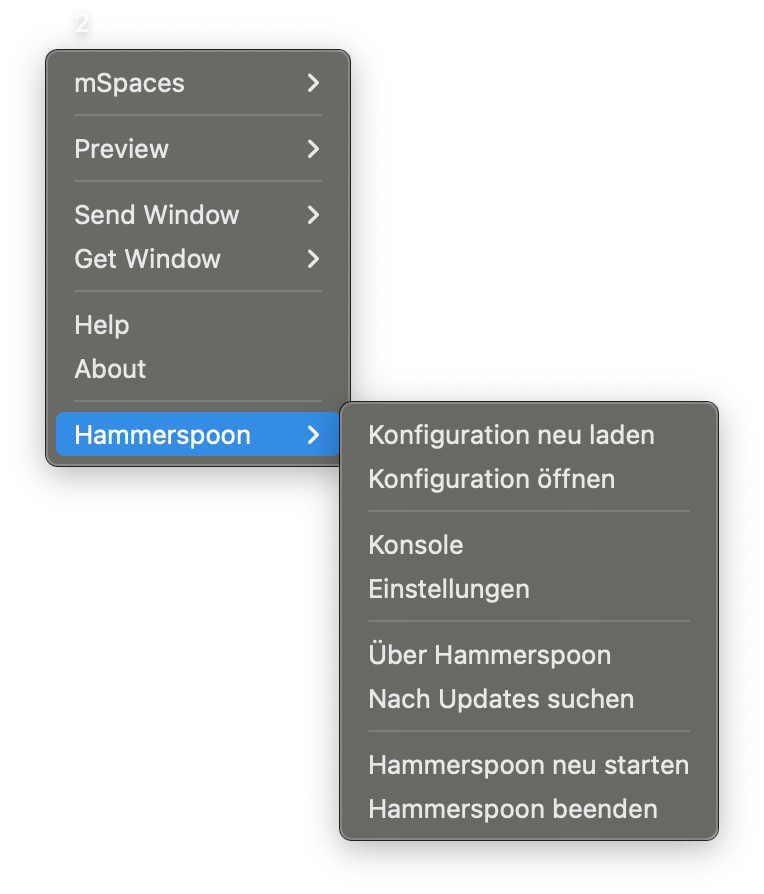 2
mSpaces
Preview
Send Window
Get Window
Help
About
Hammerspoon
Konfiguration neu laden
Konfiguration öffnen
Konsole
Einstellungen
Über Hammerspoon
Nach Updates suchen
Hammerspoon neu starten
Hammerspoon beenden